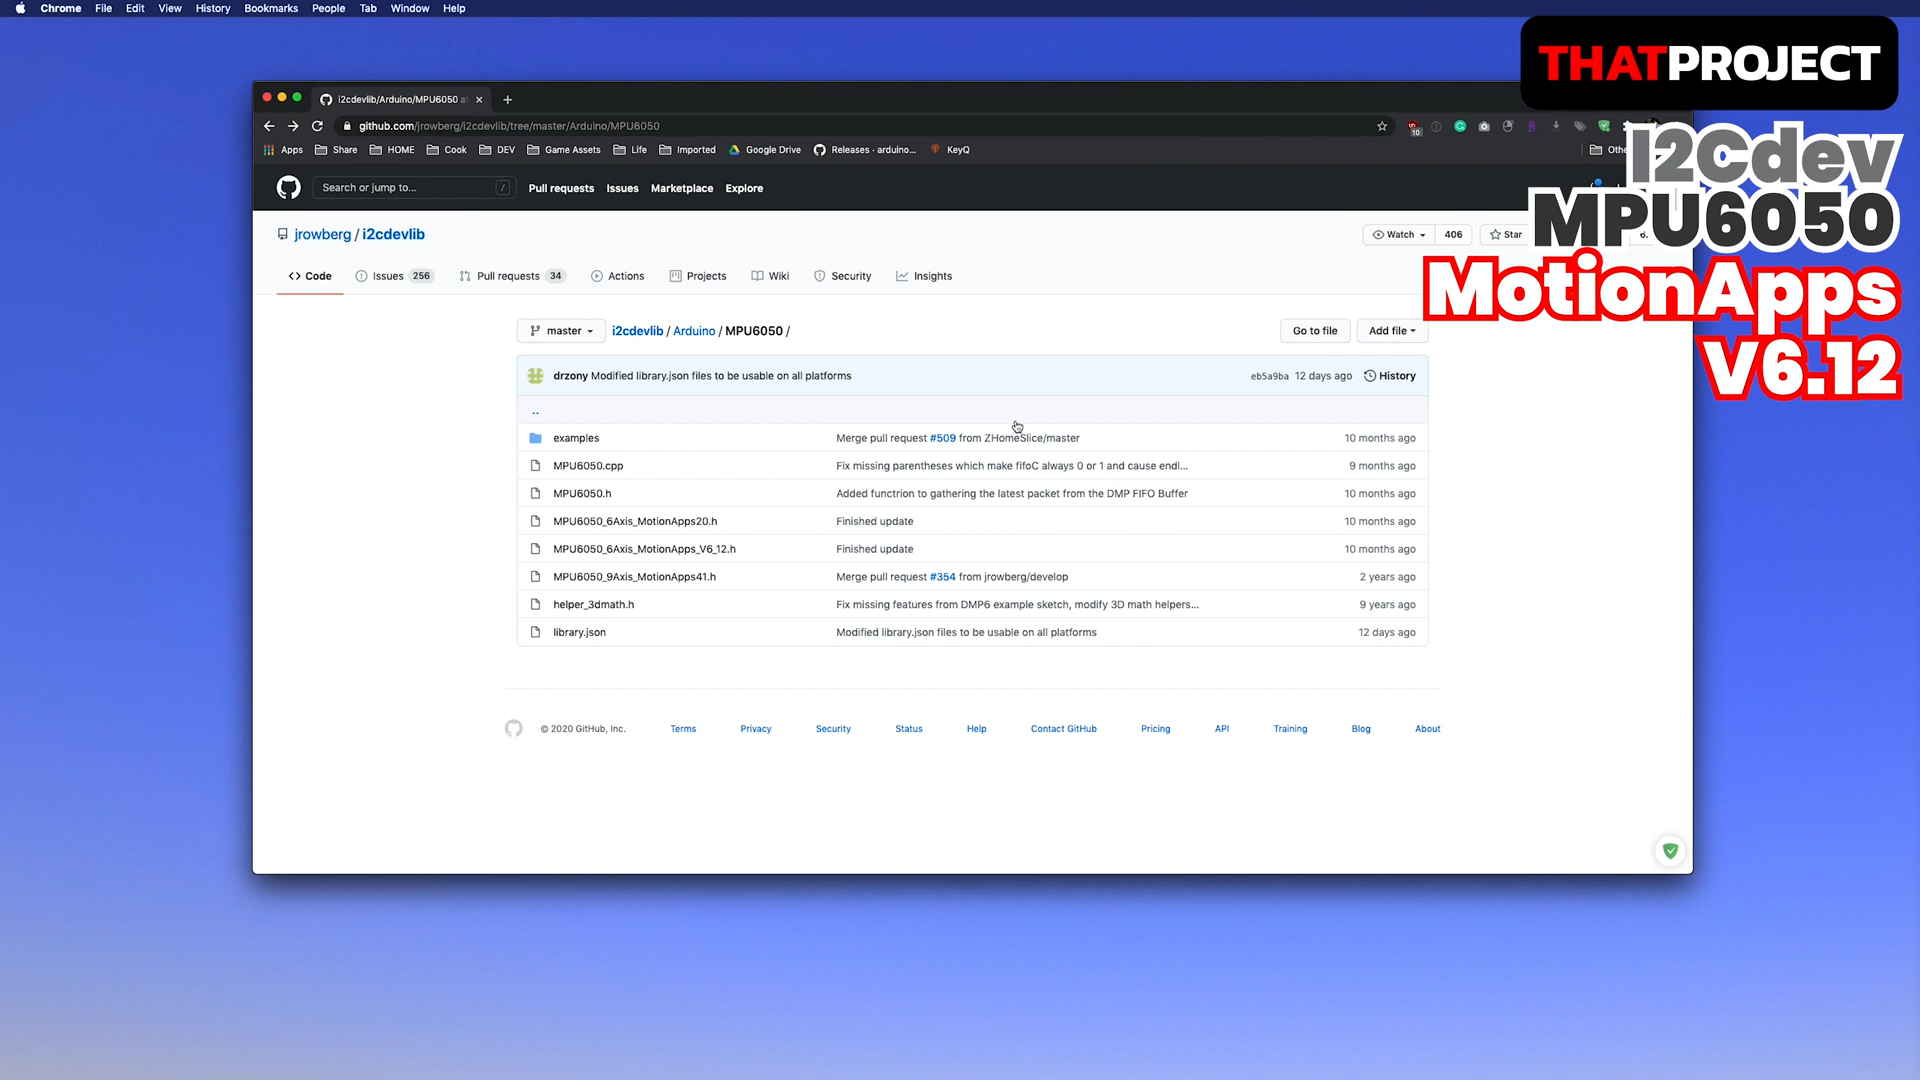 Chrome File Edit View History Bookmarks People Tab Window Help
THATPROJECT
I2Cdev
MPU6050
MotionApps
V6.12
i2cdevlib/Arduino/MPU6050 a
github.com/jrowberg/i2cdevlib/tree/master/Arduino/MPU6050
10
Apps Share HOME Cook DEV Game Assets Life Imported Google Drive Releases · arduino... KeyQ Oth
Search or jump to... / Pull requests Issues Marketplace Explore
jrowberg / i2cdevlib Watch 406 Star 6.
Code Issues 256 Pull requests 34 Actions Projects Wiki Security Insights
master i2cdevlib / Arduino / MPU6050 / Go to file Add file
drzony Modified library.json files to be usable on all platforms eb5a9ba 12 days ago History
..
examples Merge pull request #509 from ZHomeSlice/master 10 months ago
MPU6050.cpp Fix missing parentheses which make fifoC always 0 or 1 and cause endl... 9 months ago
MPU6050.h Added functrion to gathering the latest packet from the DMP FIFO Buffer 10 months ago
MPU6050_6Axis_MotionApps20.h Finished update 10 months ago
MPU6050_6Axis_MotionApps_V6_12.h Finished update 10 months ago
MPU6050_9Axis_MotionApps41.h Merge pull request #354 from jrowberg/develop 2 years ago
helper_3dmath.h Fix missing features from DMP6 example sketch, modify 3D math helpers... 9 years ago
library.json Modified library.json files to be usable on all platforms 12 days ago
© 2020 GitHub, Inc. Terms Privacy Security Status Help Contact GitHub Pricing API Training Blog About